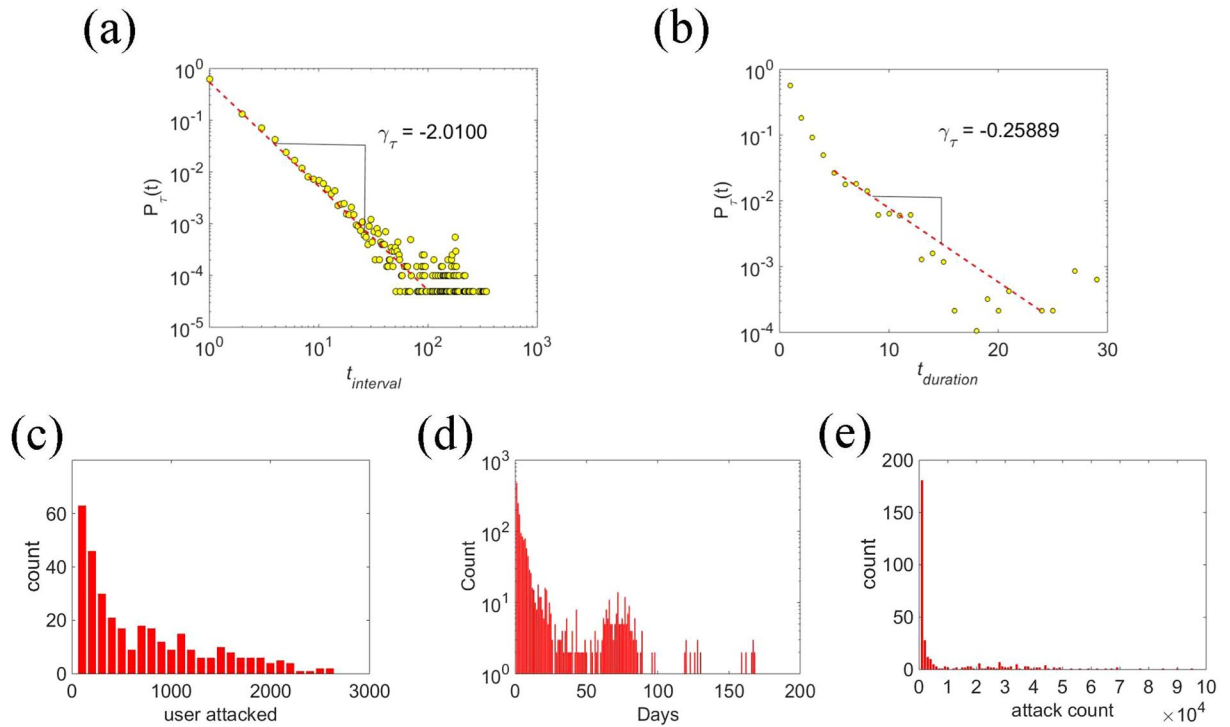 (a)
10^0
10^-1
10^-2
10^-3
10^-4
10^-5
P_τ(t)
γ_τ = -2.0100
10^0 10^1 10^2 10^3
t_interval
(b)
10^0
10^-1
10^-2
10^-3
10^-4
P_τ(t)
γ_τ = -0.25889
0 10 20 30
t_duration
(c)
60
40
20
0
count
0 1000 2000 3000
user attacked
(d)
10^3
10^2
10^1
10^0
Count
0 50 100 150 200
Days
(e)
200
150
100
50
0
count
0 1 2 3 4 5 6 7 8 9 10
attack count ×10^4